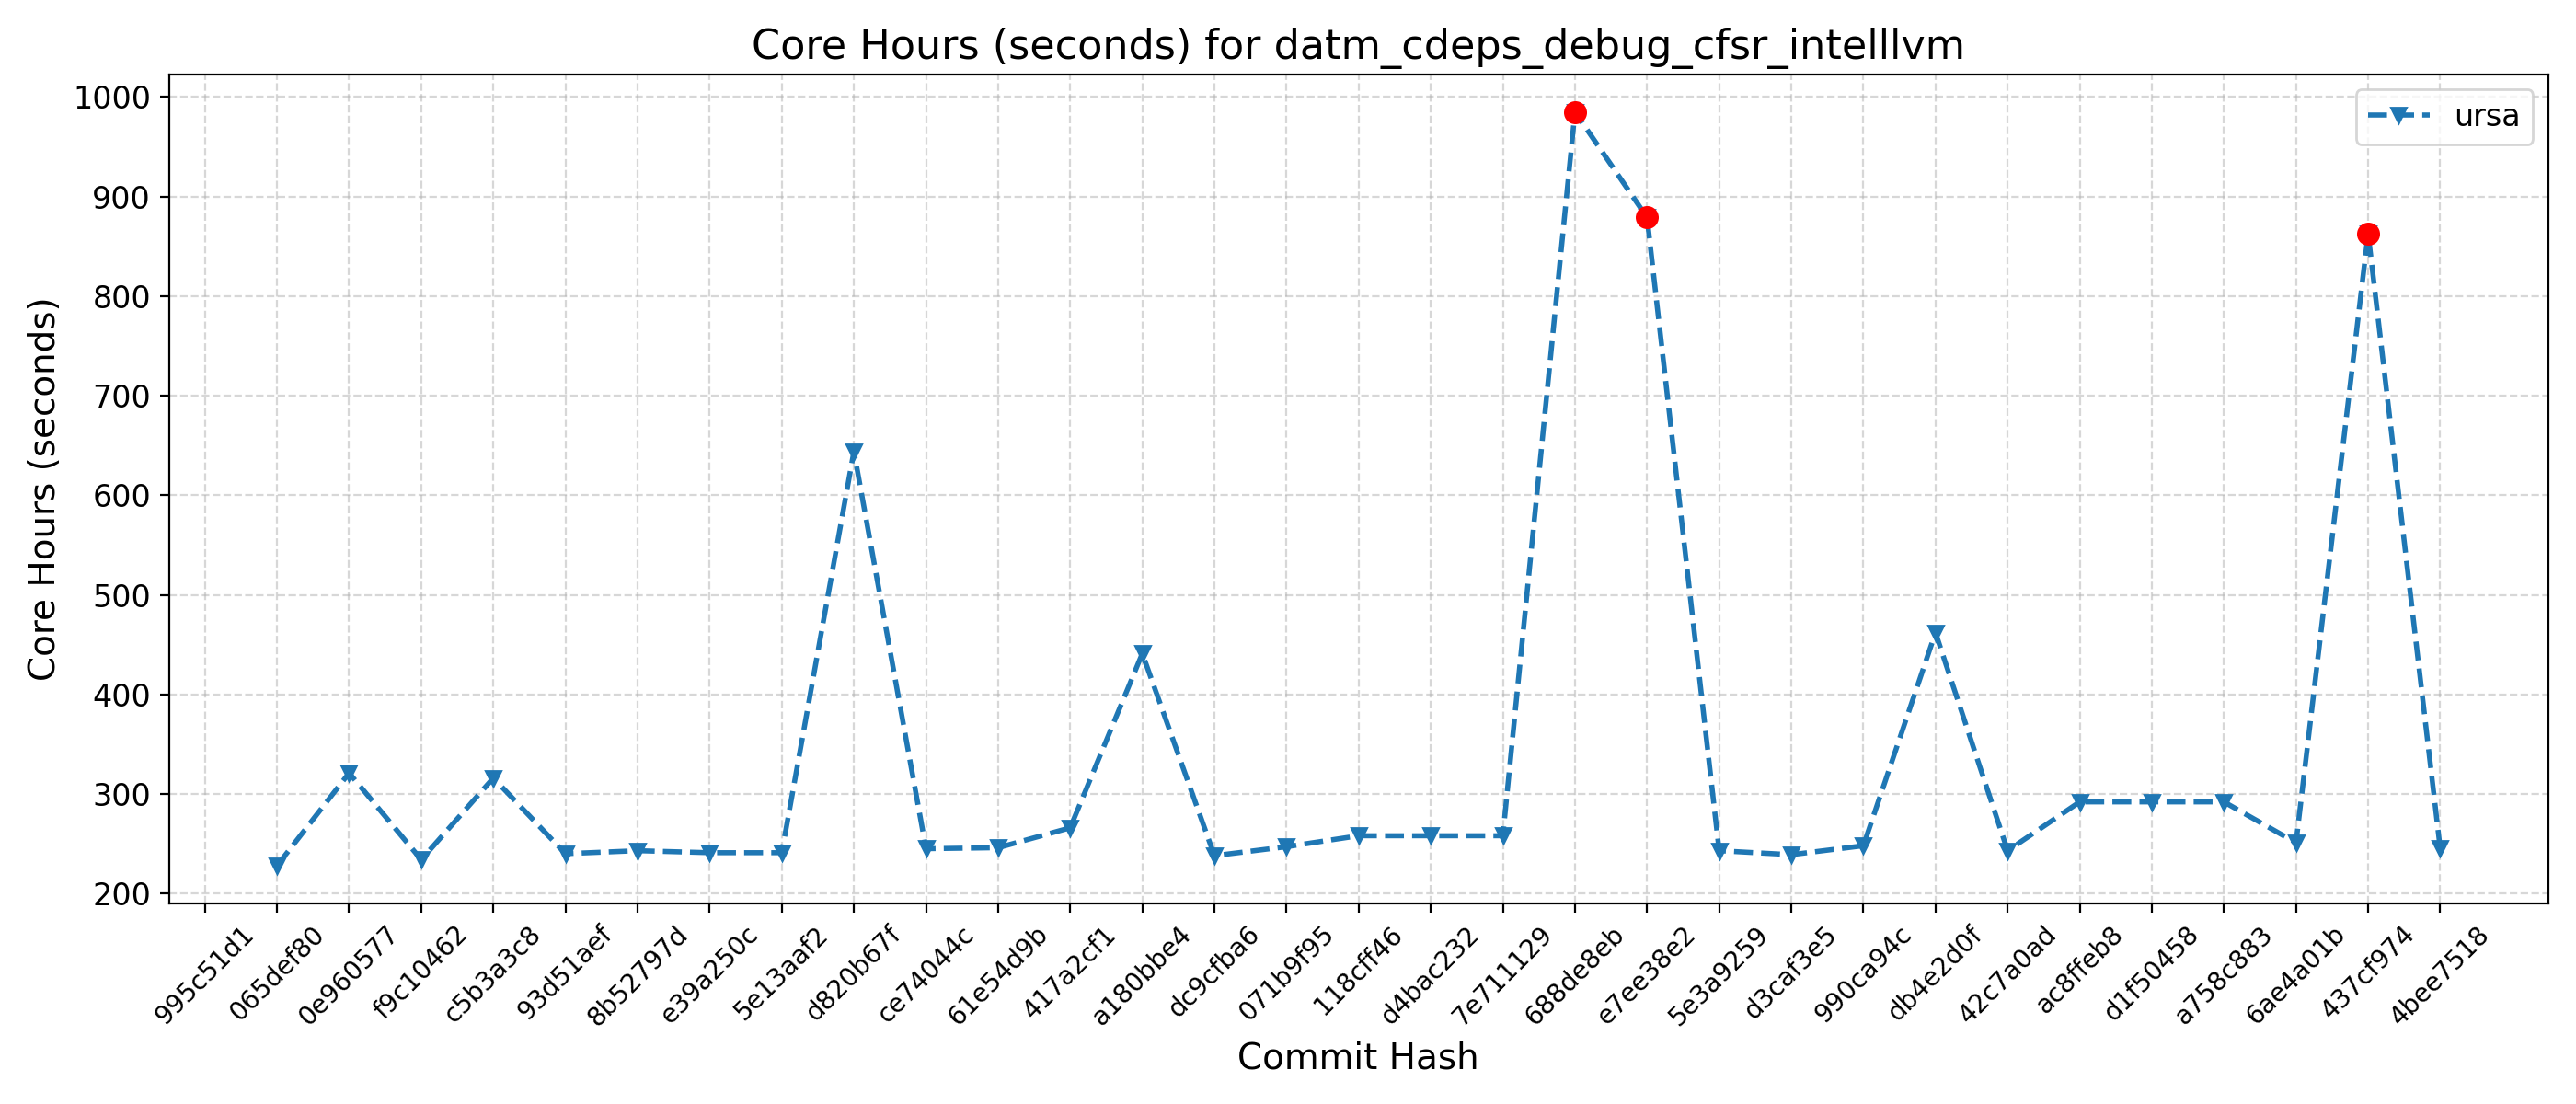 Core Hours (seconds) for datm_cdeps_debug_cfsr_intelllvm
ursa
Core Hours (seconds)
1000
900
800
700
600
500
400
300
200
995c51d1
065def80
0e960577
f9c10462
c5b3a3c8
93d51aef
8b52797d
e39a250c
5e13aaf2
d820b67f
ce74044c
61e54d9b
417a2cf1
a180bbe4
dc9cfba6
071b9f95
118cff46
d4bac232
7e711129
688de8eb
e7ee38e2
5e3a9259
d3caf3e5
990ca94c
db4e2d0f
42c7a0ad
ac8ffeb8
d1f50458
a758c883
6ae4a01b
437cf974
4bee7518
Commit Hash